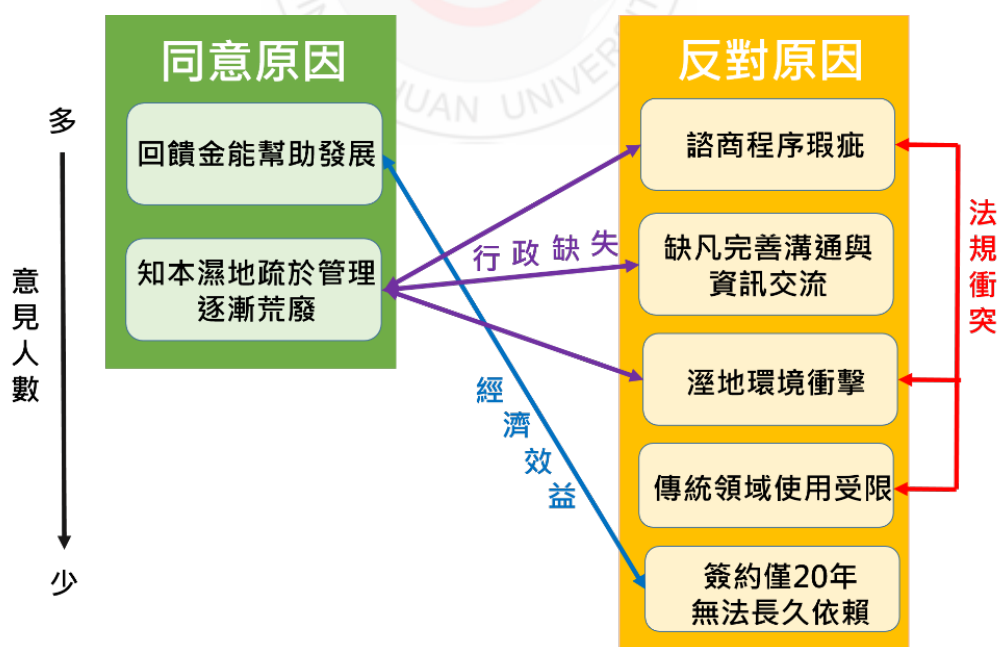 JUAN UNIVER
同意原因
回饋金能幫助發展
知本濕地疏於管理
逐漸荒廢
反對原因
諮商程序瑕疵
缺凡完善溝通與
資訊交流
溼地環境衝擊
傳統領域使用受限
簽約僅20年
無法長久依賴
多
意見人數
少
行政缺失
經濟效益
法規衝突